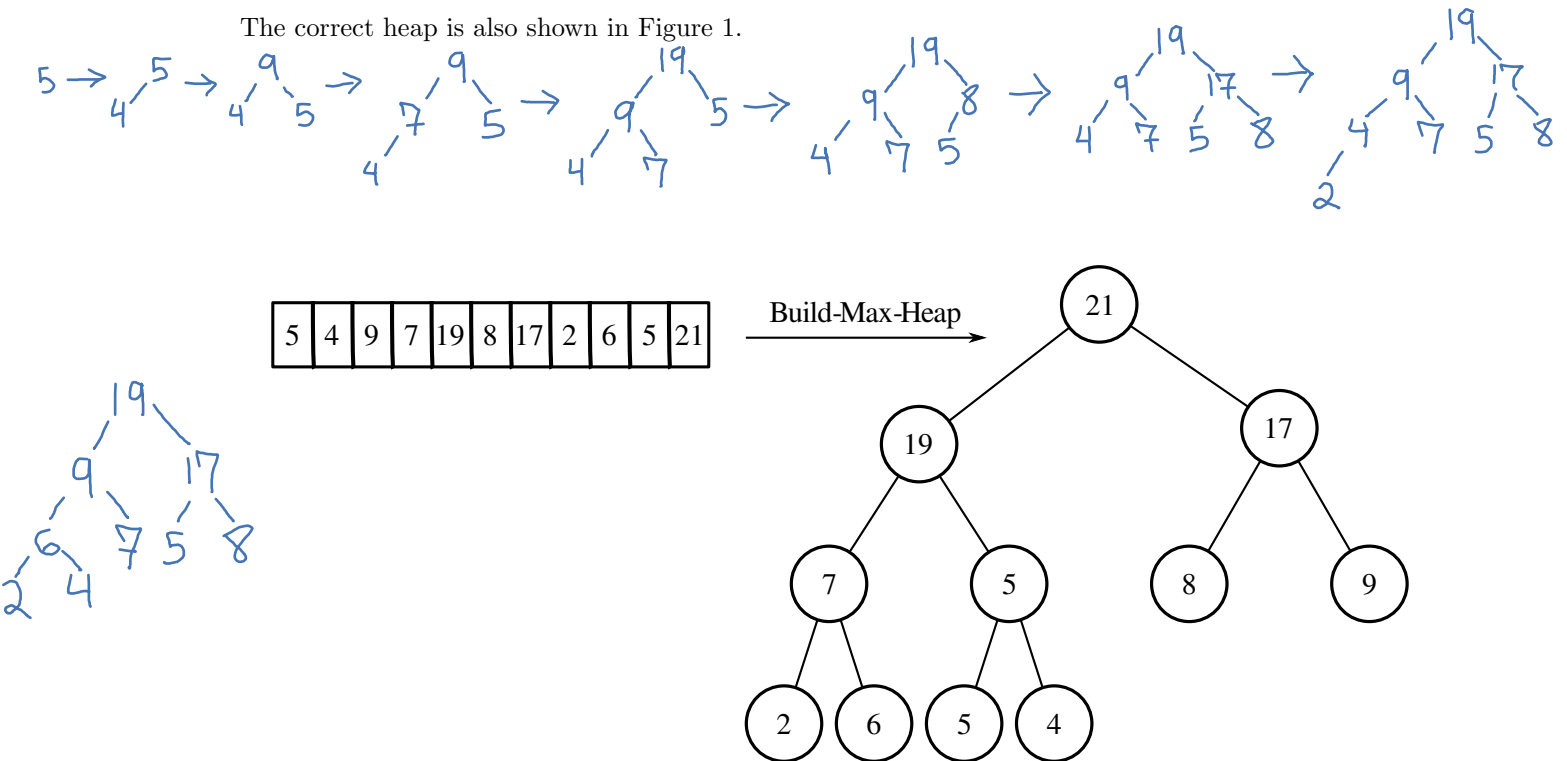 The correct heap is also shown in Figure 1.
5 → 5 → 9 → 9 → 19 → 19 → 19 → 19
4 4 5 7 5 9 5 9 8 9 17 9 17
4 4 7 4 7 5 4 7 5 8 4 7 5 8
2
5 4 9 7 19 8 17 2 6 5 21
Build-Max-Heap
21
19 17
7 5 8 9
2 6 5 4
19
9 17
6 7 5 8
2 4